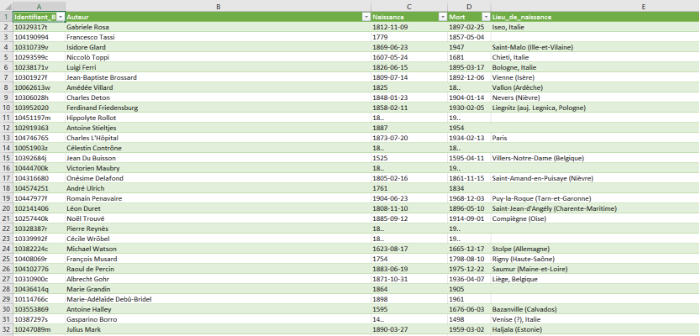 A B C D E
1 Identifiant_B Auteur Naissance Mort Lieu_de_naissance
2 10329317t Gabriele Rosa 1812-11-09 1897-02-25 Iseo, Italie
3 104190994 Francesco Tassi 1779 1857-05-04
4 10310739v Isidore Glard 1869-06-23 1947 Saint-Malo (Ille-et-Vilaine)
5 10293599c Niccolò Toppi 1607-05-24 1681 Chieti, Italie
6 10238171v Luigi Ferri 1826-06-15 1895-03-17 Bologne, Italie
7 10301927f Jean-Baptiste Brossard 1809-07-14 1892-12-06 Vienne (Isère)
8 10062613w Amédée Villard 1825 18.. Vallon (Ardèche)
9 10306028h Charles Deton 1848-01-23 1904-01-14 Nevers (Nièvre)
10 103952020 Ferdinand Friedensburg 1858-02-11 1930-02-05 Liegnitz (auj. Legnica, Pologne)
11 10451197m Hippolyte Rollot 18.. 19..
12 102919363 Antoine Stieltjes 1887 1954
13 104746765 Charles L'Hôpital 1873-07-20 1934-02-13 Paris
14 10051903z Célestin Contrône 18.. 18..
15 10392684j Jean Du Buisson 1525 1595-04-11 Villers-Notre-Dame (Belgique)
16 10444700k Victorien Maubry 18.. 19..
17 104316680 Onésime Delafond 1805-02-16 1861-11-15 Saint-Amand-en-Puisaye (Nièvre)
18 104574251 André Ulrich 1761 1834
19 10447977f Romain Penavaire 1904-06-23 1968-12-03 Puy-la-Roque (Tarn-et-Garonne)
20 102141406 Léon Duret 1808-11-10 1896-05-10 Saint-Jean-d'Angély (Charente-Maritime)
21 10257440k Noël Trouvé 1885-09-12 1914-09-01 Compiègne (Oise)
22 10328387r Pierre Reynès 18.. 19..
23 10339992f Cécile Wröbel 18.. 19..
24 10382224c Michael Watson 1623-08-17 1665-12-17 Stolpe (Allemagne)
25 10408069r François Musard 1754 1798-08-10 Rigny (Haute-Saône)
26 104102776 Raoul de Percin 1883-06-19 1975-12-22 Saumur (Maine-et-Loire)
27 10310900c Albrecht Gohr 1871-10-31 1936-04-07 Liège, Belgique
28 10436414q Marie Grandin 1864 1905
29 10114766c Marie-Adélaïde Debû-Bridel 1898 1961
30 103553869 Antoine Halley 1595 1676-06-03 Bazanville (Calvados)
31 10387297s Gasparino Borro 14.. 1498 Venise (?), Italie
32 10247089m Julius Mark 1890-03-27 1959-03-02 Haljala (Estonie)